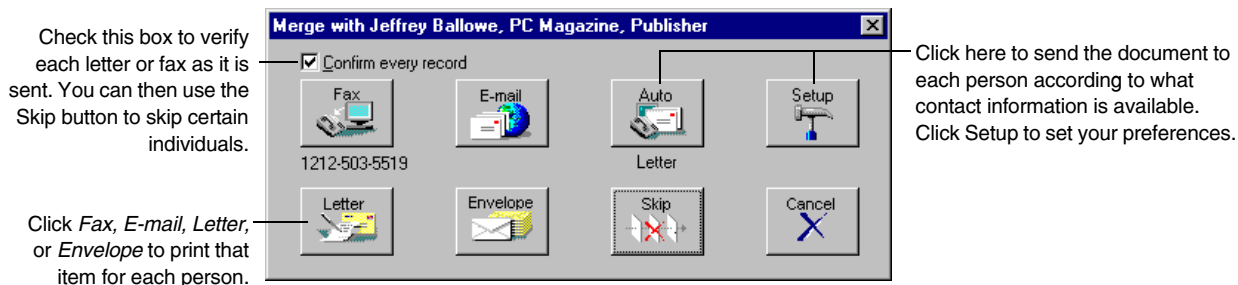 Check this box to verify
each letter or fax as it is
sent. You can then use the
Skip button to skip certain
individuals.
Click Fax, E-mail, Letter,
or Envelope to print that
item for each person.
Merge with Jeffrey Ballowe, PC Magazine, Publisher
Confirm every record
Fax
E-mail
Auto
Setup
1212-503-5519
Letter
Letter
Envelope
Skip
Cancel
Click here to send the document to
each person according to what
contact information is available.
Click Setup to set your preferences.